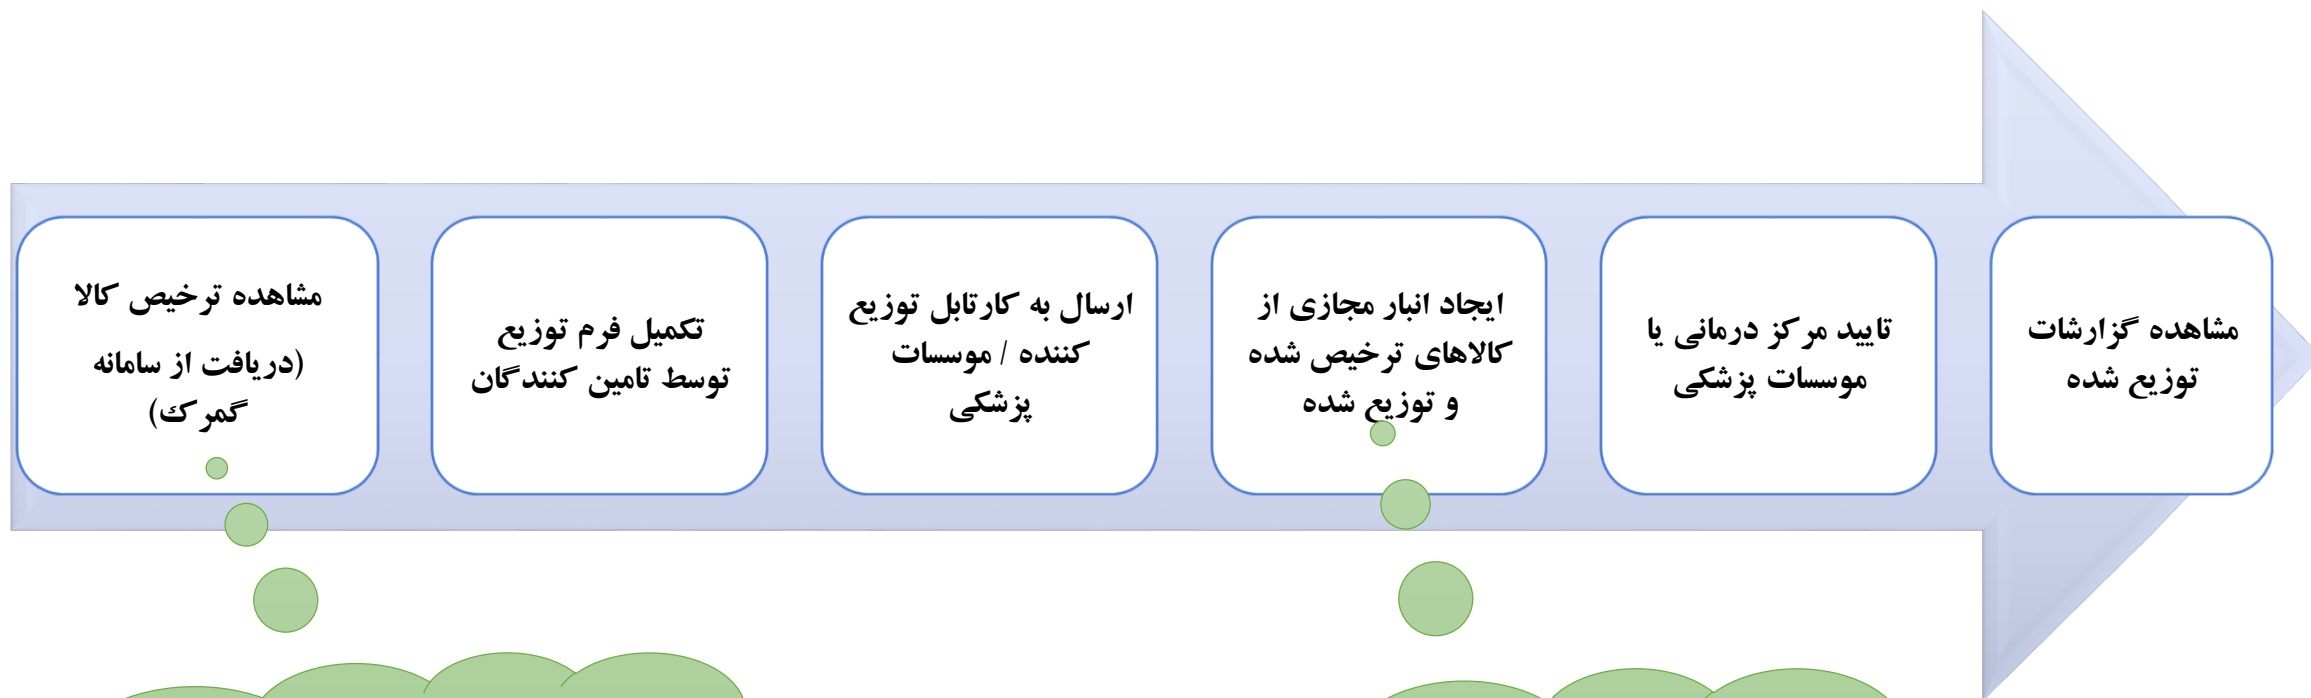 مشاهده ترخیص کالا
(دریافت از سامانه
گمرک)
تکمیل فرم توزیع
توسط تامین کنندگان
ارسال به کارتابل توزیع
کننده / موسسات
پزشکی
ایجاد انبار مجازی از
کالاهای ترخیص شده
و توزیع شده
تایید مرکز درمانی یا
موسسات پزشکی
مشاهده گزارشات
توزیع شده